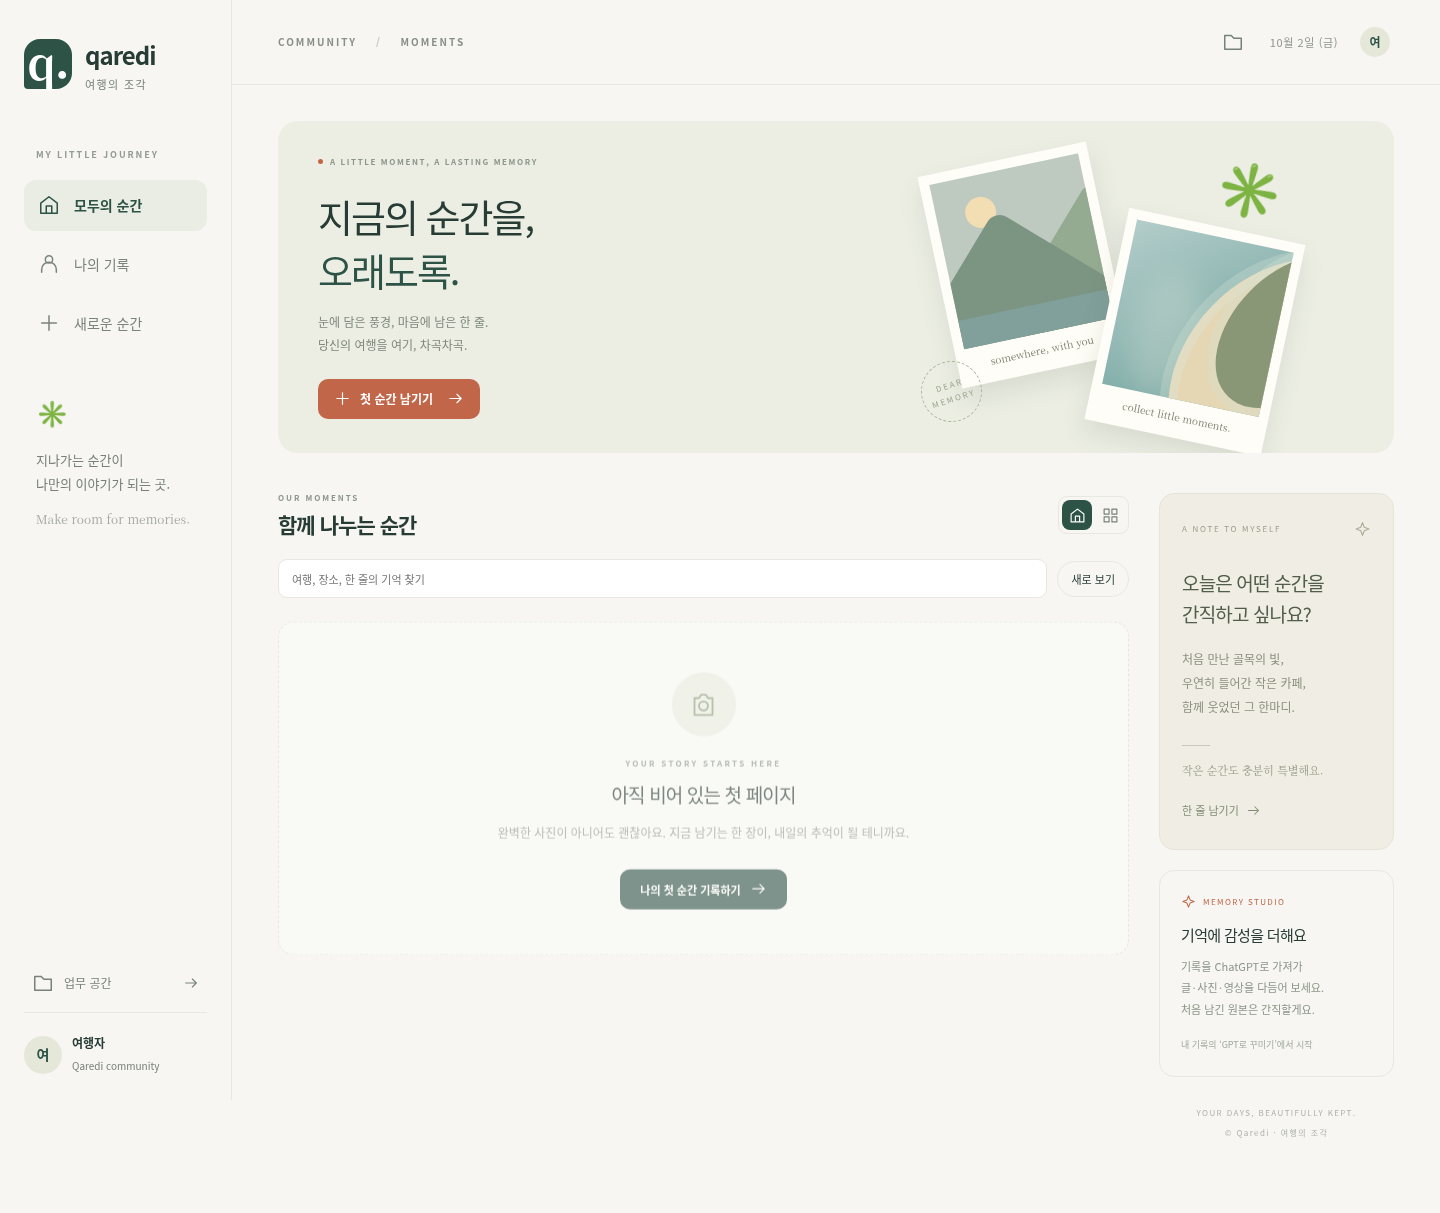 q.
qaredi
여행의 조각
MY LITTLE JOURNEY
모두의 순간
나의 기록
새로운 순간
지나가는 순간이
나만의 이야기가 되는 곳.
Make room for memories.
업무 공간
여
여행자
Qaredi community
COMMUNITY / MOMENTS
10월 2일 (금)
여
A LITTLE MOMENT, A LASTING MEMORY
지금의 순간을,
오래도록.
눈에 담은 풍경, 마음에 남은 한 줄.
당신의 여행을 여기, 차곡차곡.
첫 순간 남기기
somewhere, with you
DEAR
MEMORY
collect little moments.
OUR MOMENTS
함께 나누는 순간
여행, 장소, 한 줄의 기억 찾기
새로 보기
YOUR STORY STARTS HERE
아직 비어 있는 첫 페이지
완벽한 사진이 아니어도 괜찮아요. 지금 남기는 한 장이, 내일의 추억이 될 테니까요.
나의 첫 순간 기록하기
A NOTE TO MYSELF
오늘은 어떤 순간을
간직하고 싶나요?
처음 만난 골목의 빛,
우연히 들어간 작은 카페,
함께 웃었던 그 한마디.
작은 순간도 충분히 특별해요.
한 줄 남기기
MEMORY STUDIO
기억에 감성을 더해요
기록을 ChatGPT로 가져가
글·사진·영상을 다듬어 보세요.
처음 남긴 원본은 간직할게요.
내 기록의 'GPT로 꾸미기'에서 시작
YOUR DAYS, BEAUTIFULLY KEPT.
© Qaredi · 여행의 조각